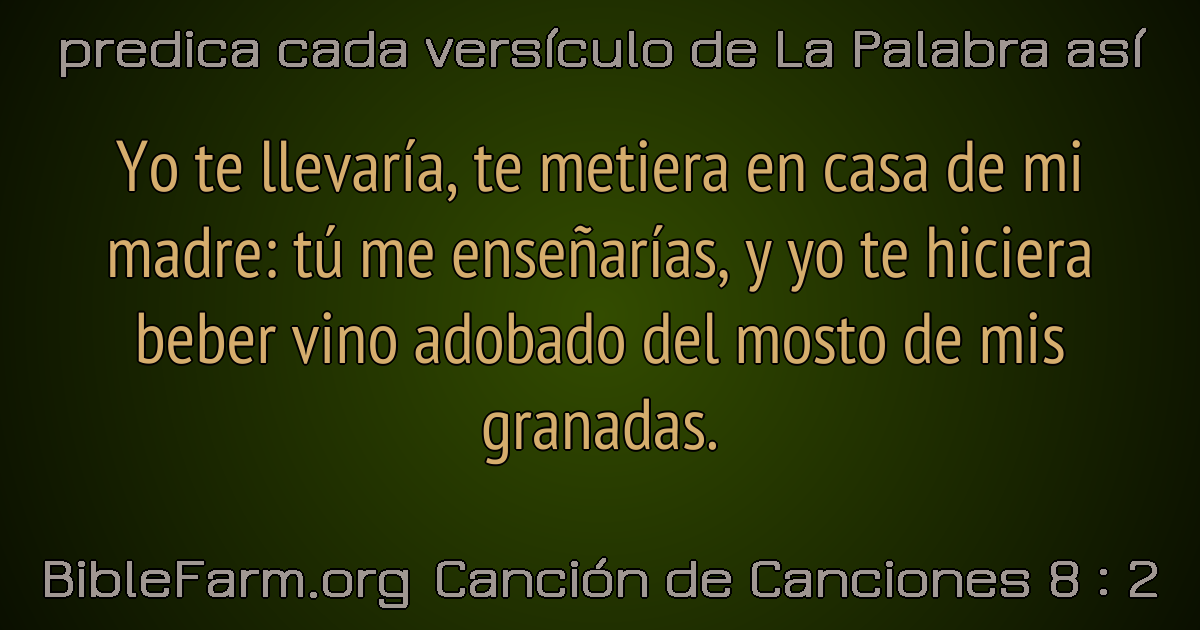 predica cada versículo de La Palabra así
Yo te llevaría, te metiera en casa de mi
madre: tú me enseñarías, y yo te hiciera
beber vino adobado del mosto de mis
granadas.
BibleFarm.org Canción de Canciones 8 : 2